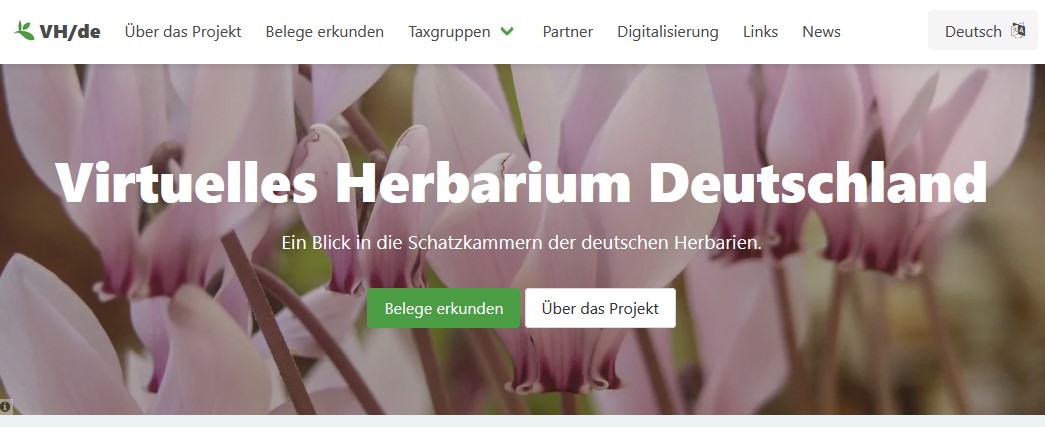 VH/de Über das Projekt Belege erkunden Taxgruppen Partner Digitalisierung Links News Deutsch
Virtuelles Herbarium Deutschland
Ein Blick in die Schatzkammern der deutschen Herbarien.
Belege erkunden Über das Projekt